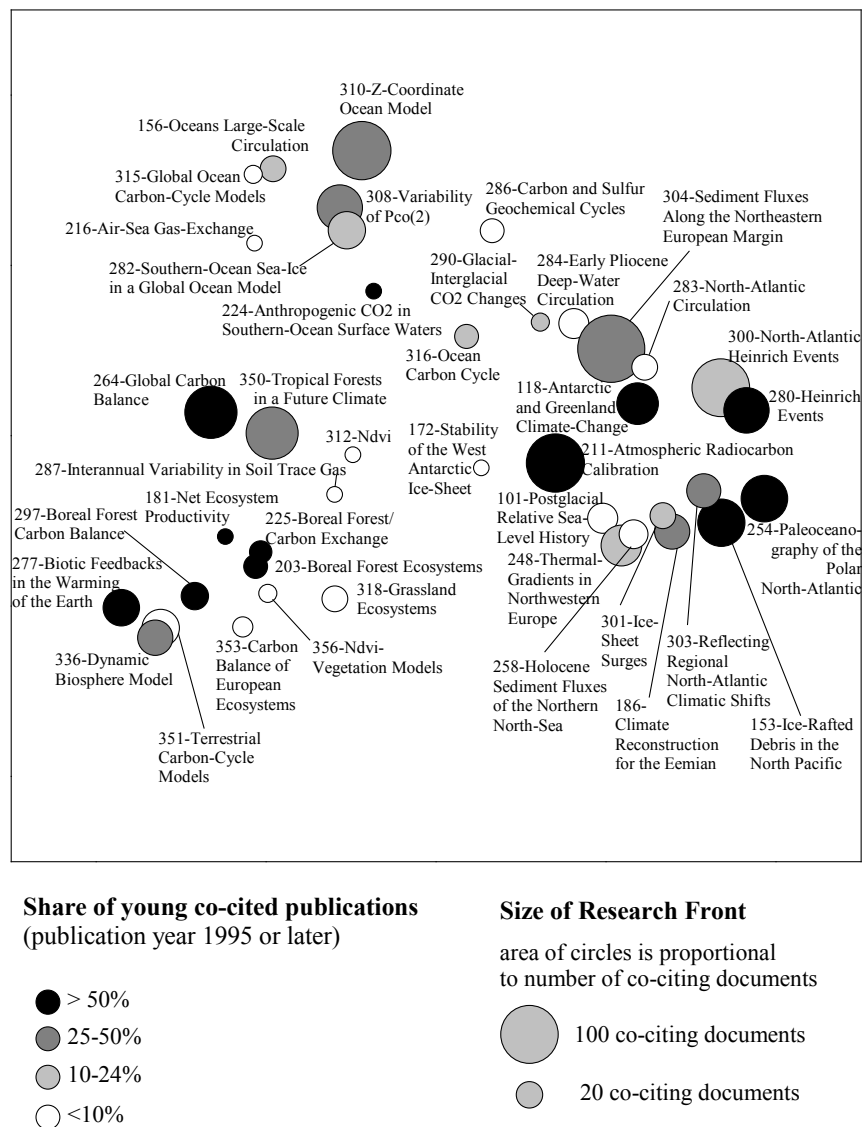 310-Z-Coordinate
Ocean Model
156-Oceans Large-Scale
Circulation
315-Global Ocean
Carbon-Cycle Models
308-Variability
of Pco(2)
286-Carbon and Sulfur
Geochemical Cycles
304-Sediment Fluxes
Along the Northeastern
European Margin
216-Air-Sea Gas-Exchange
282-Southern-Ocean Sea-Ice
in a Global Ocean Model
290-Glacial-
Interglacial
CO2 Changes
284-Early Pliocene
Deep-Water
Circulation
283-North-Atlantic
Circulation
224-Anthropogenic CO2 in
Southern-Ocean Surface Waters
316-Ocean
Carbon Cycle
300-North-Atlantic
Heinrich Events
264-Global Carbon
Balance
350-Tropical Forests
in a Future Climate
118-Antarctic
and Greenland
Climate-Change
280-Heinrich
Events
312-Ndvi
172-Stability
of the West
Antarctic
Ice-Sheet
211-Atmospheric Radiocarbon
Calibration
287-Interannual Variability in Soil Trace Gas
181-Net Ecosystem
Productivity
101-Postglacial
Relative Sea-
Level History
297-Boreal Forest
Carbon Balance
225-Boreal Forest/
Carbon Exchange
254-Paleoceano-
graphy of the
Polar
North-Atlantic
277-Biotic Feedbacks
in the Warming
of the Earth
203-Boreal Forest Ecosystems
248-Thermal-
Gradients in
Northwestern
Europe
318-Grassland
Ecosystems
301-Ice-
Sheet
Surges
303-Reflecting
Regional
North-Atlantic
Climatic Shifts
336-Dynamic
Biosphere Model
353-Carbon
Balance of
European
Ecosystems
356-Ndvi-
Vegetation Models
258-Holocene
Sediment Fluxes
of the Northern
North-Sea
186-
Climate
Reconstruction
for the Eemian
153-Ice-Rafted
Debris in the
North Pacific
351-Terrestrial
Carbon-Cycle
Models
Share of young co-cited publications
(publication year 1995 or later)
> 50%
25-50%
10-24%
<10%
Size of Research Front
area of circles is proportional
to number of co-citing documents
100 co-citing documents
20 co-citing documents